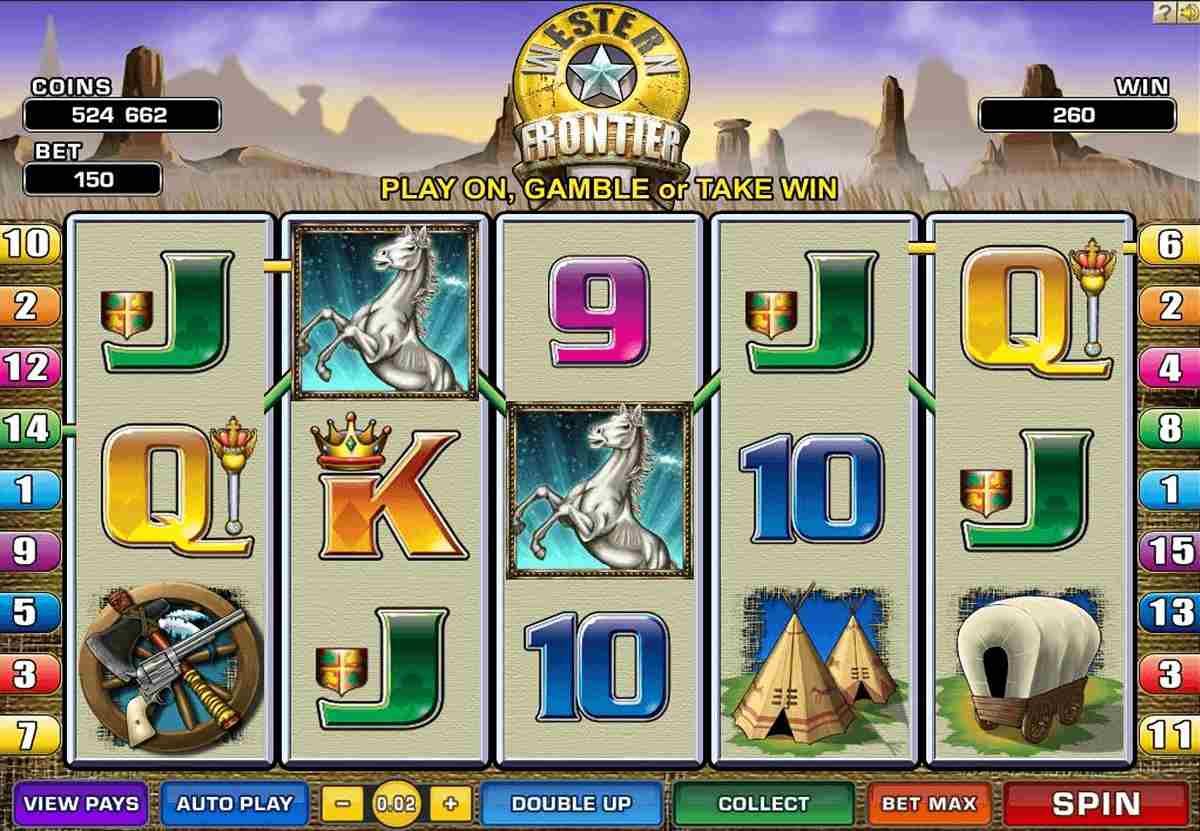 ?
WESTERN
FRONTIER
COINS
524 662
BET
150
WIN
260
PLAY ON, GAMBLE or TAKE WIN
10 J 9 J Q 6
2 2
12 4
14 Q K 10 J 8
1 1
9 15
5 J 10 13
3 3
7 11
VIEW PAYS AUTO PLAY - 0.02 + DOUBLE UP COLLECT BET MAX SPIN